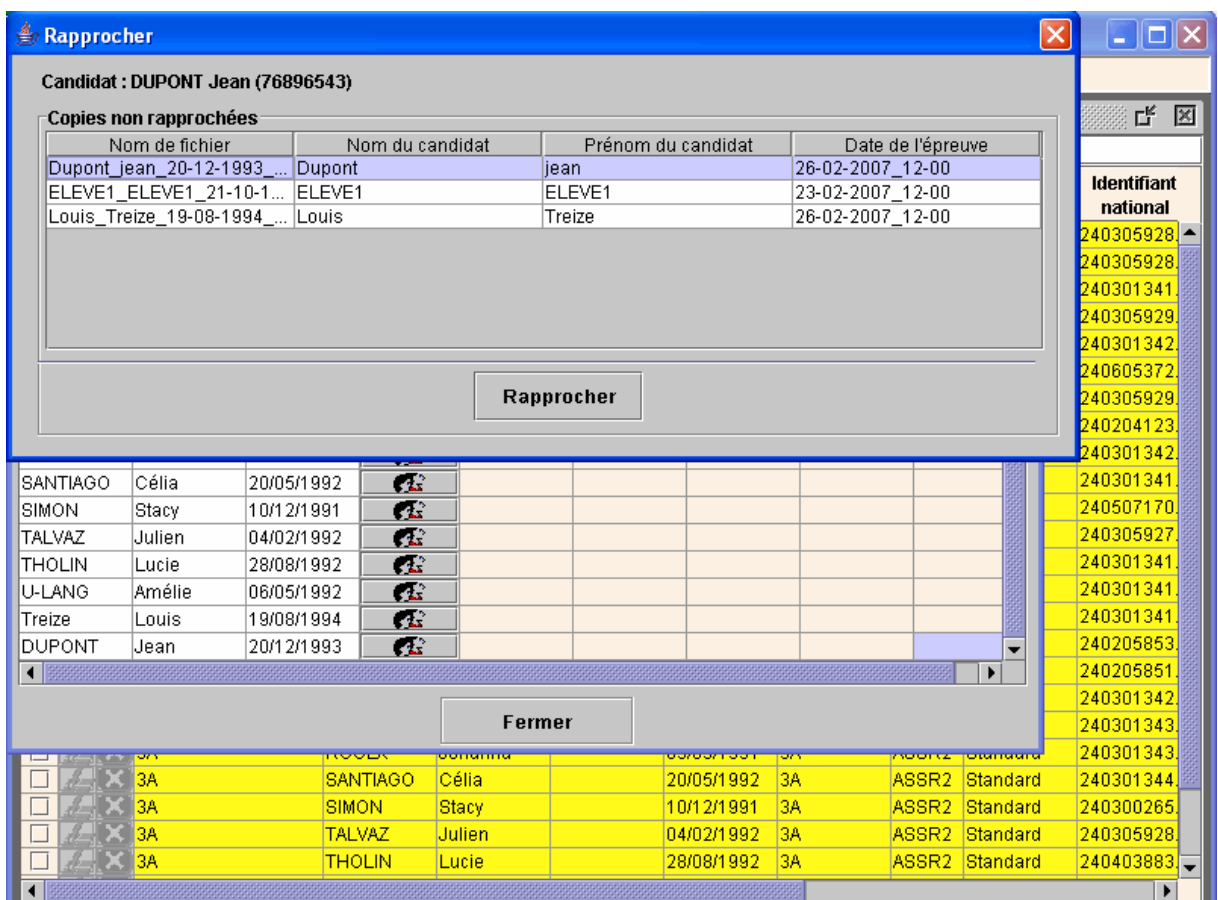 Rapprocher
Candidat : DUPONT Jean (76896543)
Copies non rapprochées
Nom de fichier Nom du candidat Prénom du candidat Date de l'épreuve
Dupont_jean_20-12-1993_... Dupont jean 26-02-2007_12-00
ELEVE1_ELEVE1_21-10-1... ELEVE1 ELEVE1 23-02-2007_12-00
Louis_Treize_19-08-1994_... Louis Treize 26-02-2007_12-00
Rapprocher
Identifiant
national
240305928.
240305928.
240301341.
240305929.
240301342.
240605372.
240305929.
240204123.
240301342.
SANTIAGO Célia 20/05/1992 240301341.
SIMON Stacy 10/12/1991 240507170.
TALVAZ Julien 04/02/1992 240305927.
THOLIN Lucie 28/08/1992 240301341.
U-LANG Amélie 06/05/1992 240301341.
Treize Louis 19/08/1994 240301341.
DUPONT Jean 20/12/1993 240205853.
240205851.
240301342.
Fermer
240301343.
3A ASSR2 Standard 240301343.
3A SANTIAGO Célia 20/05/1992 3A ASSR2 Standard 240301344.
3A SIMON Stacy 10/12/1991 3A ASSR2 Standard 240300265.
3A TALVAZ Julien 04/02/1992 3A ASSR2 Standard 240305928.
3A THOLIN Lucie 28/08/1992 3A ASSR2 Standard 240403883.